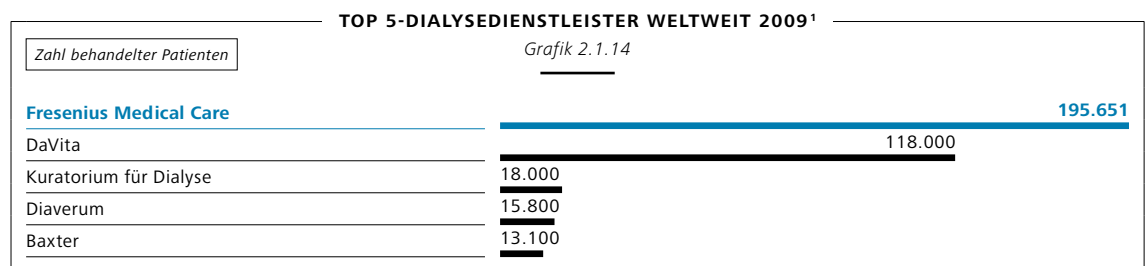 TOP 5-DIALYSEDIENSTLEISTER WELTWEIT 2009¹
Zahl behandelter Patienten
Grafik 2.1.14
Fresenius Medical Care 195.651
DaVita 118.000
Kuratorium für Dialyse 18.000
Diaverum 15.800
Baxter 13.100